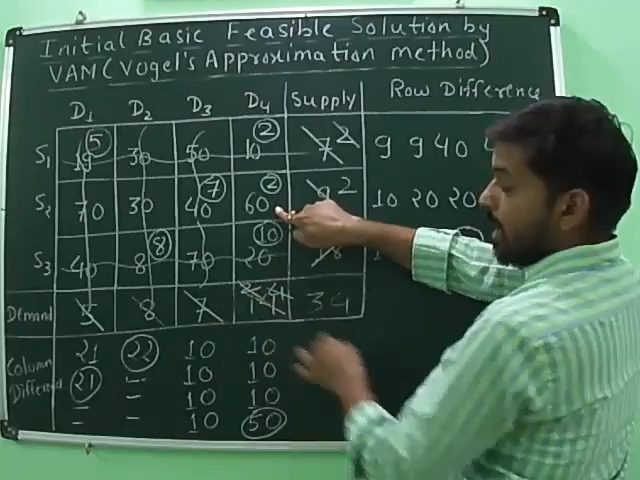 Initial Basic Feasible Solution by
VAM (Vogel's Approximation method)
D1 D2 D3 D4 Supply Row Difference
S1 19 5 30 50 10 2 7 2 9 9 40
S2 70 30 40 7 60 2 9 2 10 20 20
S3 40 8 8 70 20 10 18
Demand 5 8 7 14 34
Column Difference
21 22 10 10
21 - 10 10
- - 10 10
- - 10 50